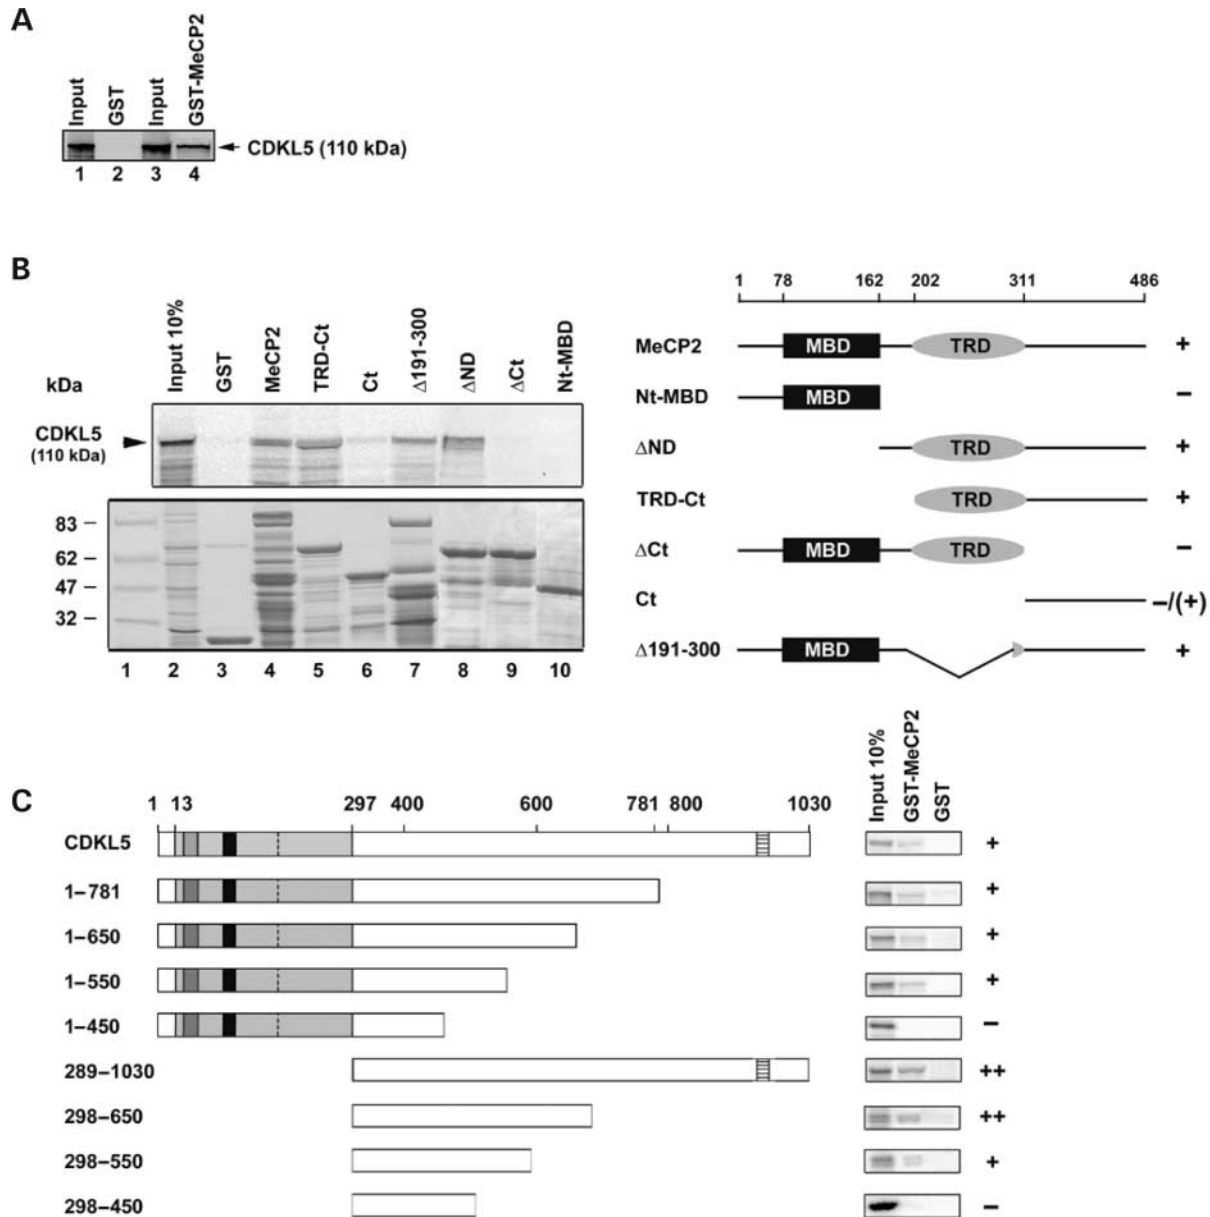 A
Input
GST
Input
GST-MeCP2
CDKL5 (110 kDa)
1 2 3 4
B
kDa
Input 10%
GST
MeCP2
TRD-Ct
Ct
Δ191-300
ΔND
ΔCt
Nt-MBD
CDKL5
(110 kDa)
83
62
47
32
1 2 3 4 5 6 7 8 9 10
1 78 162 202 311 486
MeCP2 MBD TRD +
Nt-MBD MBD –
ΔND TRD +
TRD-Ct TRD +
ΔCt MBD TRD –
Ct –/(+)
Δ191-300 MBD +
C
1 13 297 400 600 781 800 1030
Input 10%
GST-MeCP2
GST
CDKL5 +
1–781 +
1–650 +
1–550 +
1–450 –
289–1030 ++
298–650 ++
298–550 +
298–450 –